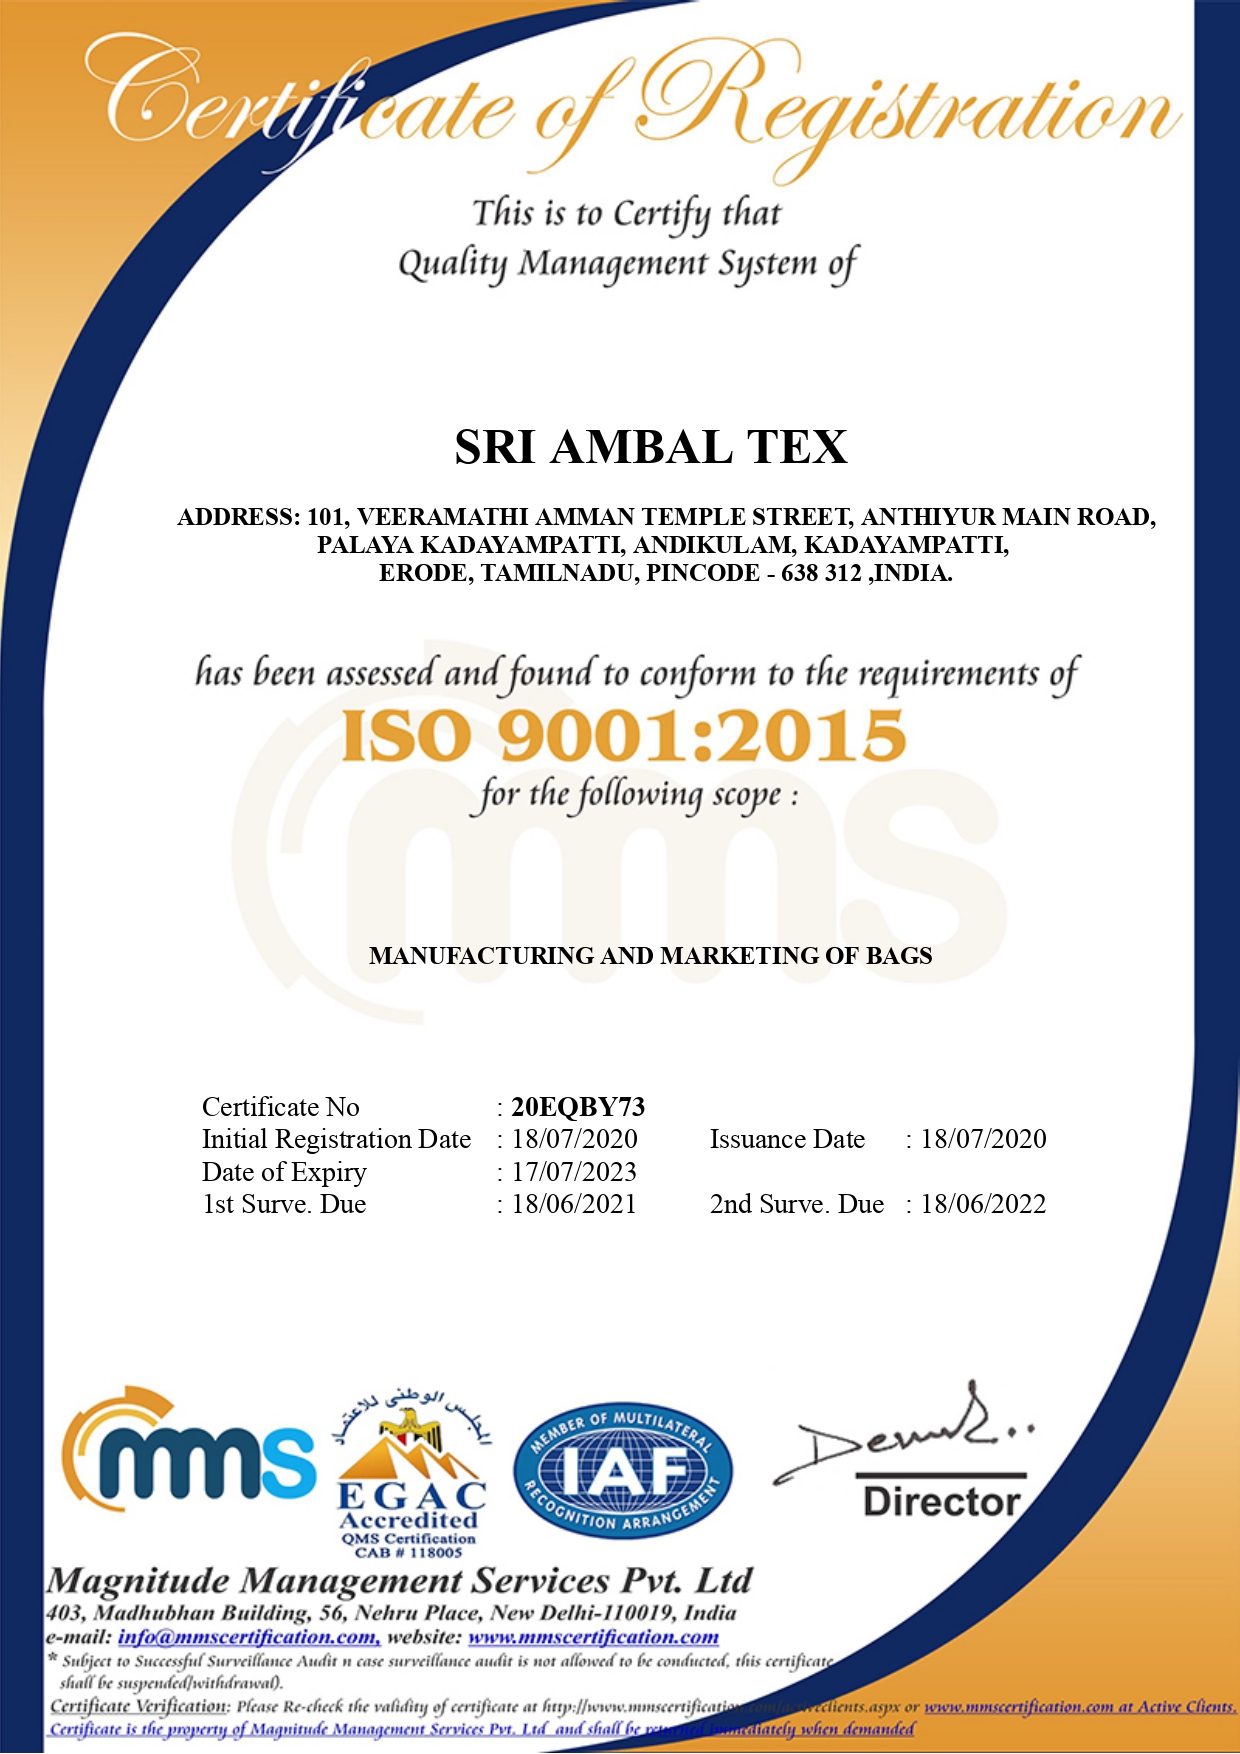 Certificate of Registration
This is to Certify that
Quality Management System of
SRI AMBAL TEX
ADDRESS: 101, VEERAMATHI AMMAN TEMPLE STREET, ANTHIYUR MAIN ROAD,
PALAYA KADAYAMPATTI, ANDIKULAM, KADAYAMPATTI,
ERODE, TAMILNADU, PINCODE - 638 312 ,INDIA.
has been assessed and found to conform to the requirements of
ISO 9001:2015
for the following scope :
mms
MANUFACTURING AND MARKETING OF BAGS
Certificate No : 20EQBY73
Initial Registration Date : 18/07/2020 Issuance Date : 18/07/2020
Date of Expiry : 17/07/2023
1st Surve. Due : 18/06/2021 2nd Surve. Due : 18/06/2022
mms
المجلس الوطنى للاعتماد
EGAC
Accredited
QMS Certification
CAB # 118005
MEMBER OF MULTILATERAL
IAF
RECOGNITION ARRANGEMENT
Director
Magnitude Management Services Pvt. Ltd
403, Madhubhan Building, 56, Nehru Place, New Delhi-110019, India
e-mail: info@mmscertification.com, website: www.mmscertification.com
* Subject to Successful Surveillance Audit n case surveillance audit is not allowed to be conducted, this certificate
shall be suspended/withdrawal).
Certificate Verification: Please Re-check the validity of certificate at http://www.mmscertification.com/activeclients.aspx or www.mmscertification.com at Active Clients.
Certificate is the property of Magnitude Management Services Pvt. Ltd and shall be returned immediately when demanded